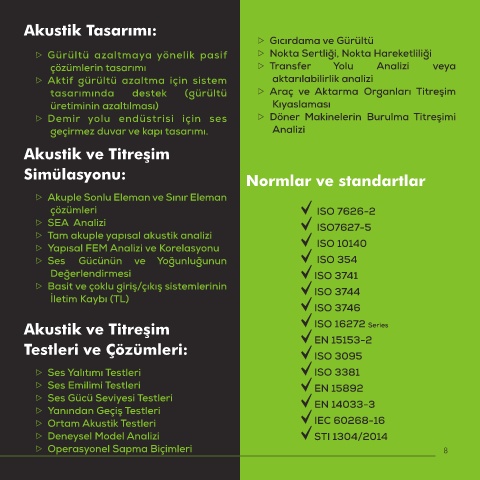 Akustik Tasarımı:
▷ Gürültü azaltmaya yönelik pasif
çözümlerin tasarımı
▷ Aktif gürültü azaltma için sistem
tasarımında destek (gürültü
üretiminin azaltılması)
▷ Demir yolu endüstrisi için ses
geçirmez duvar ve kapı tasarımı.
Akustik ve Titreşim
Simülasyonu:
▷ Akuple Sonlu Eleman ve Sınır Eleman
çözümleri
▷ SEA Analizi
▷ Tam akuple yapısal akustik analizi
▷ Yapısal FEM Analizi ve Korelasyonu
▷ Ses Gücünün ve Yoğunluğunun
Değerlendirmesi
▷ Basit ve çoklu giriş/çıkış sistemlerinin
İletim Kaybı (TL)
Akustik ve Titreşim
Testleri ve Çözümleri:
▷ Ses Yalıtımı Testleri
▷ Ses Emilimi Testleri
▷ Ses Gücü Seviyesi Testleri
▷ Yanından Geçiş Testleri
▷ Ortam Akustik Testleri
▷ Deneysel Model Analizi
▷ Operasyonel Sapma Biçimleri
▷ Gıcırdama ve Gürültü
▷ Nokta Sertliği, Nokta Hareketliliği
▷ Transfer Yolu Analizi veya
aktarılabilirlik analizi
▷ Araç ve Aktarma Organları Titreşim
Kıyaslaması
▷ Döner Makinelerin Burulma Titreşimi
Analizi
Normlar ve standartlar
✓ ISO 7626-2
✓ ISO7627-5
✓ ISO 10140
✓ ISO 354
✓ ISO 3741
✓ ISO 3744
✓ ISO 3746
✓ ISO 16272 Series
✓ EN 15153-2
✓ ISO 3095
✓ ISO 3381
✓ EN 15892
✓ EN 14033-3
✓ IEC 60268-16
✓ STI 1304/2014
8